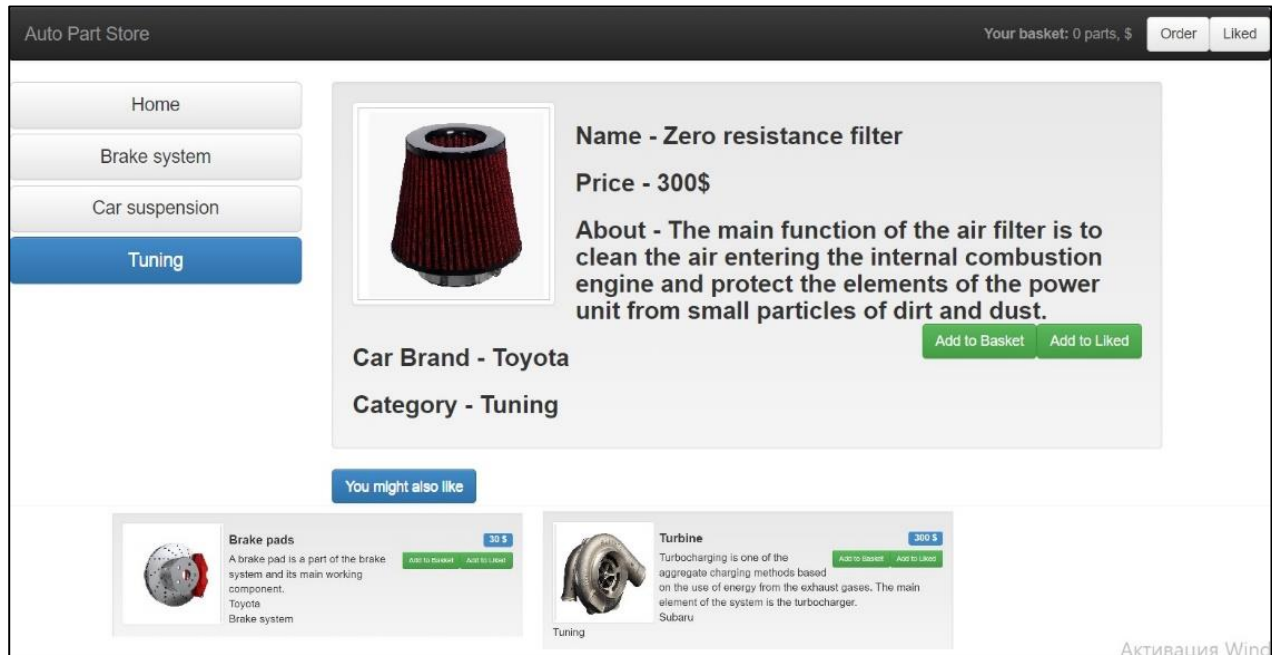 Auto Part Store
Your basket: 0 parts, $
Order
Liked
Home
Brake system
Car suspension
Tuning
Name - Zero resistance filter
Price - 300$
About - The main function of the air filter is to
clean the air entering the internal combustion
engine and protect the elements of the power
unit from small particles of dirt and dust.
Add to Basket
Add to Liked
Car Brand - Toyota
Category - Tuning
You might also like
Brake pads
30 $
A brake pad is a part of the brake
system and its main working
component.
Toyota
Brake system
Add to Basket
Add to Liked
Turbine
300 $
Turbocharging is one of the
aggregate charging methods based
on the use of energy from the exhaust gases. The main
element of the system is the turbocharger.
Subaru
Tuning
Add to Basket
Add to Liked
Активация Wind